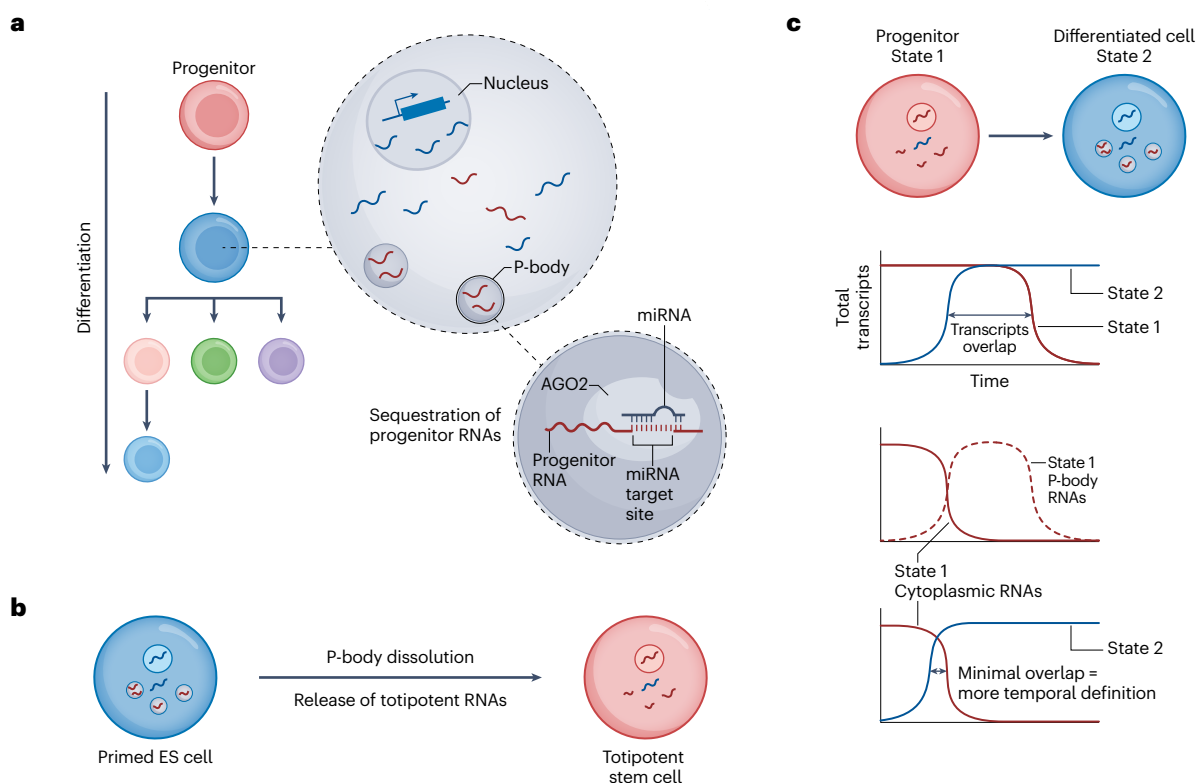 a
Progenitor
Nucleus
Differentiation
P-body
miRNA
AGO2
Sequestration of
progenitor RNAs
Progenitor
RNA
miRNA
target
site
b
P-body dissolution
Release of totipotent RNAs
Primed ES cell
Totipotent
stem cell
c
Progenitor
State 1
Differentiated cell
State 2
Total
transcripts
State 2
State 1
Transcripts
overlap
Time
State 1
P-body
RNAs
State 1
Cytoplasmic RNAs
State 2
Minimal overlap =
more temporal definition